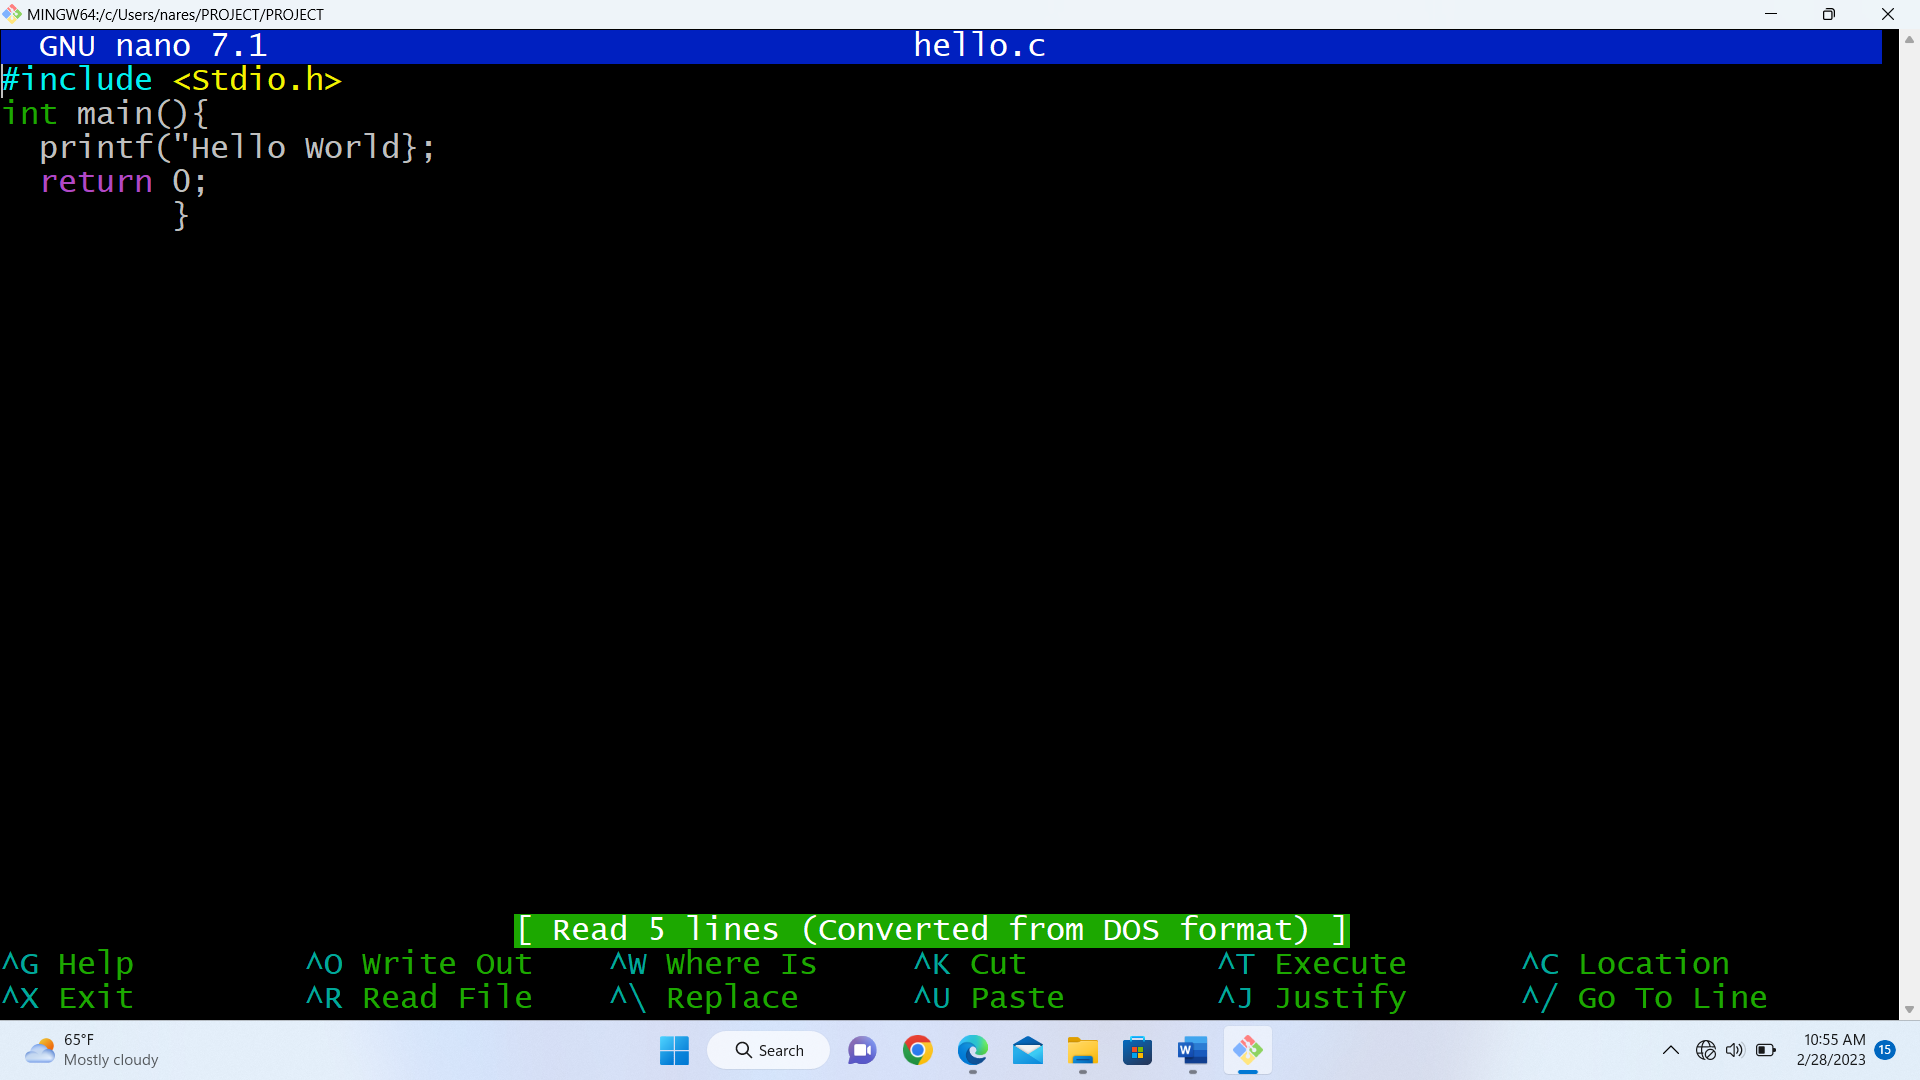 MINGW64:/c/Users/nares/PROJECT/PROJECT
GNU nano 7.1 hello.c
#include <Stdio.h>
int main(){
  printf("Hello World};
  return 0;
         }
[ Read 5 lines (Converted from DOS format) ]
^G Help ^O Write Out ^W Where Is ^K Cut ^T Execute ^C Location
^X Exit ^R Read File ^\ Replace ^U Paste ^J Justify ^/ Go To Line
65°F
Mostly cloudy
Search
W
10:55 AM
2/28/2023
15